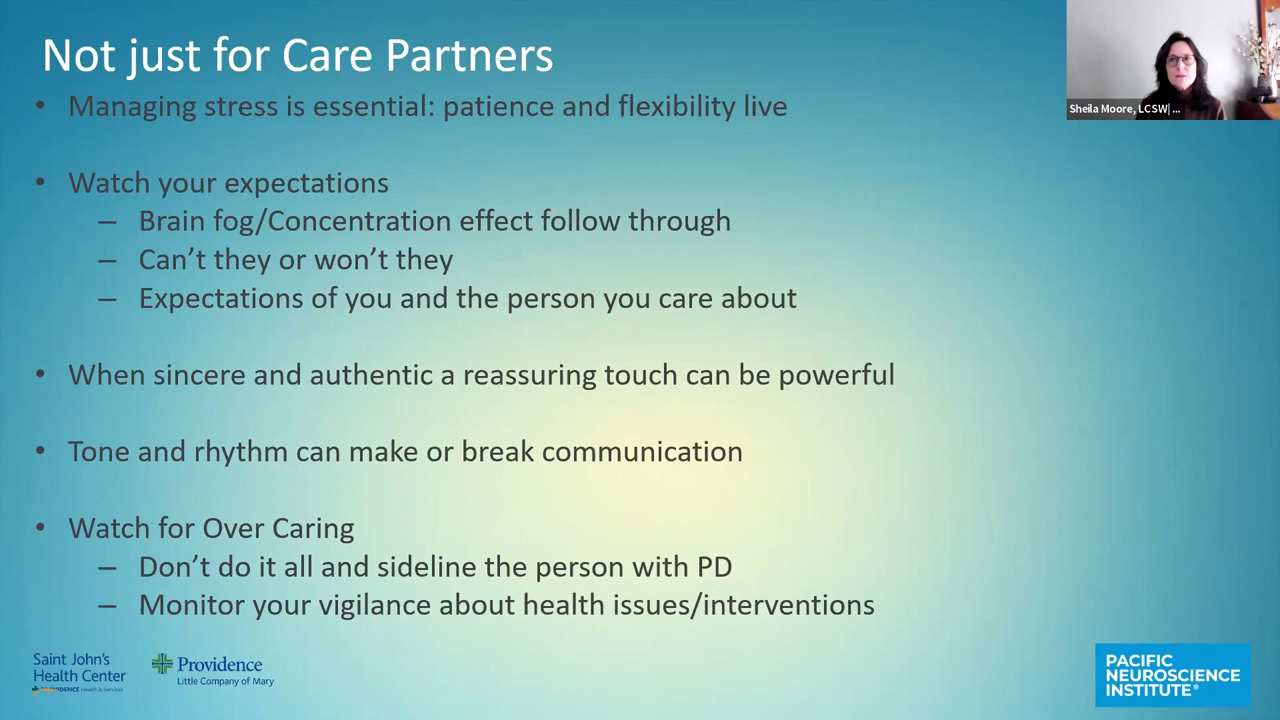 Not just for Care Partners
• Managing stress is essential: patience and flexibility live
• Watch your expectations
– Brain fog/Concentration effect follow through
– Can’t they or won’t they
– Expectations of you and the person you care about
• When sincere and authentic a reassuring touch can be powerful
• Tone and rhythm can make or break communication
• Watch for Over Caring
– Don’t do it all and sideline the person with PD
– Monitor your vigilance about health issues/interventions
Sheila Moore, LCSW| ...
Saint John's
Health Center
PROVIDENCE Health & Services
Providence
Little Company of Mary
PACIFIC
NEUROSCIENCE
INSTITUTE®